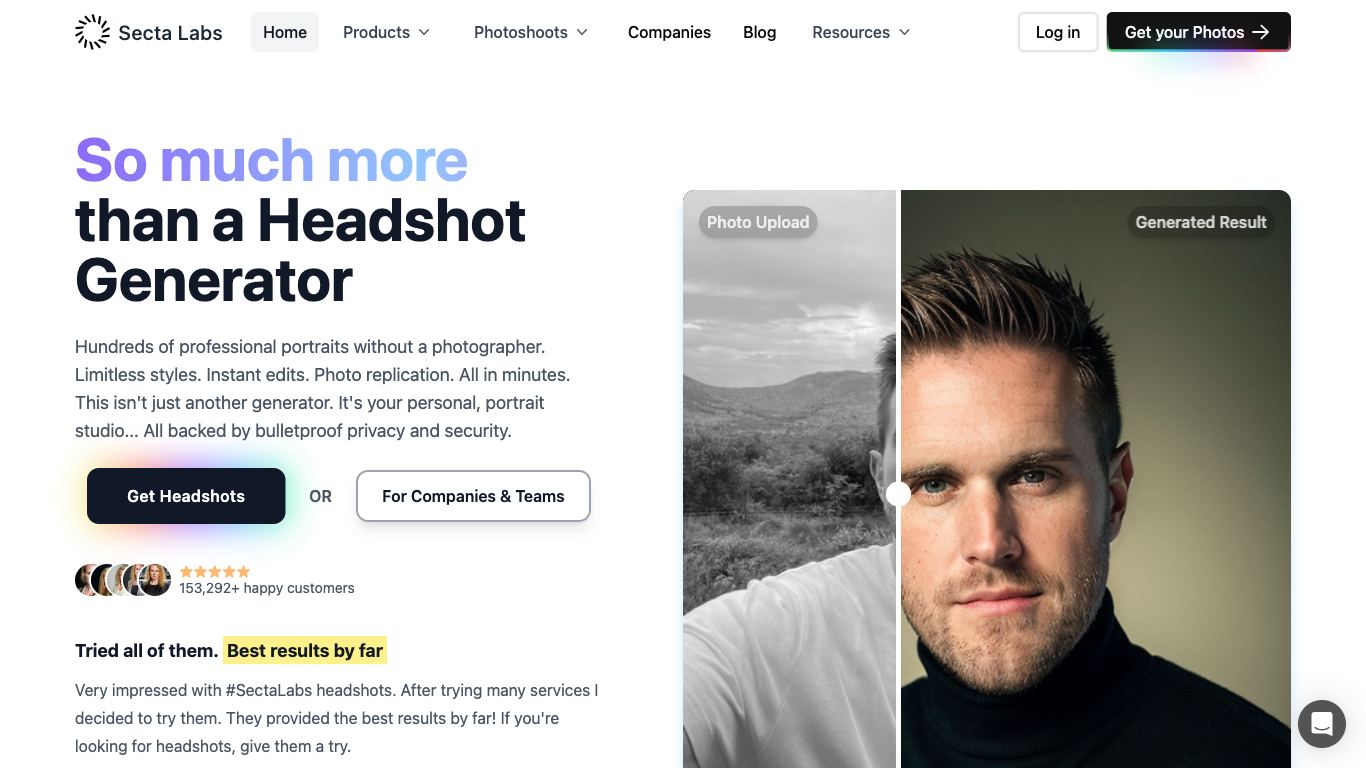 Secta Labs
Home
Products
Photoshoots
Companies
Blog
Resources
Log in
Get your Photos
So much more
than a Headshot
Generator
Hundreds of professional portraits without a photographer.
Limitless styles. Instant edits. Photo replication. All in minutes.
This isn't just another generator. It's your personal, portrait
studio... All backed by bulletproof privacy and security.
Get Headshots
OR
For Companies & Teams
153,292+ happy customers
Tried all of them. Best results by far
Very impressed with #SectaLabs headshots. After trying many services I
decided to try them. They provided the best results by far! If you're
looking for headshots, give them a try.
Photo Upload
Generated Result